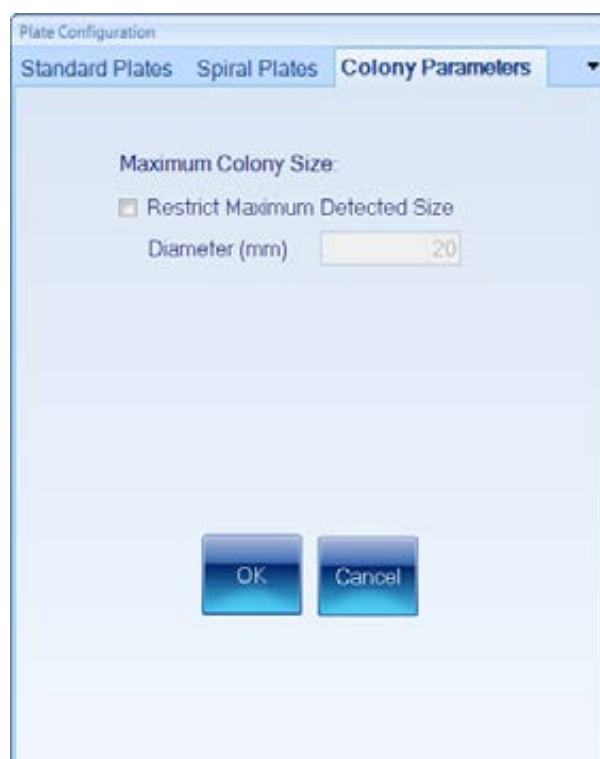 Plate Configuration
Standard Plates Spiral Plates Colony Parameters
Maximum Colony Size:
Restrict Maximum Detected Size
Diameter (mm) 20
OK Cancel